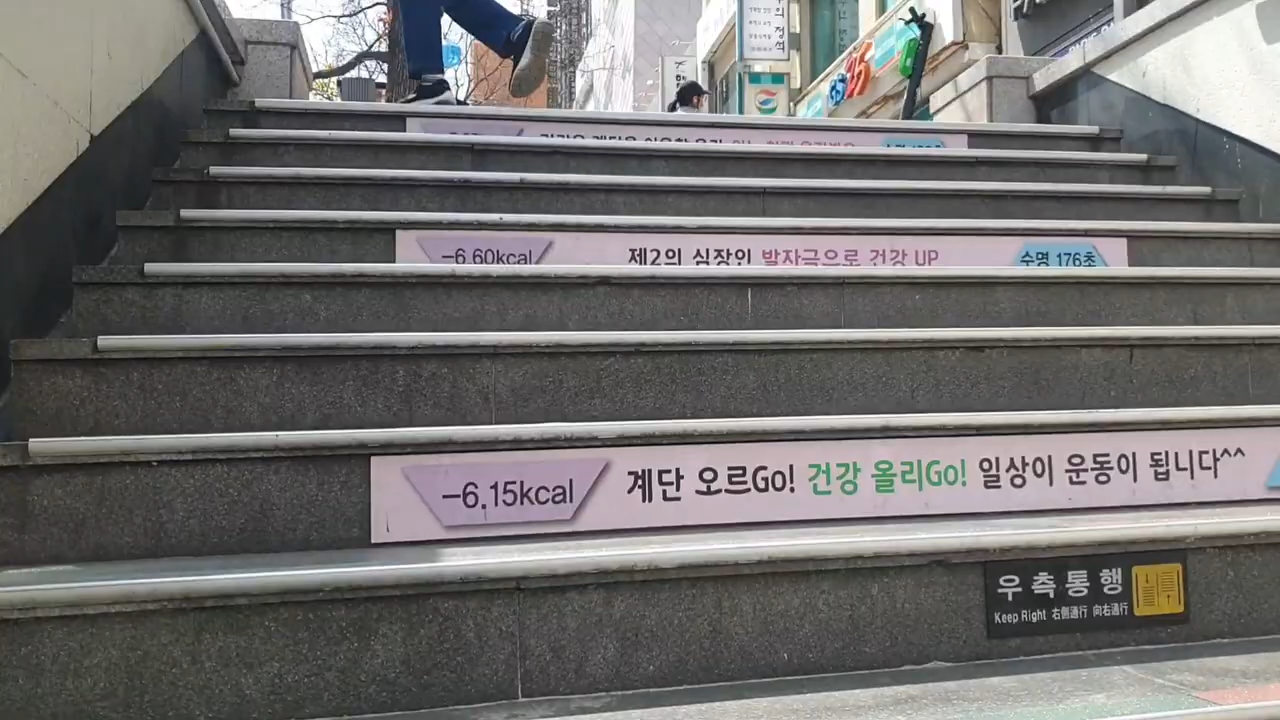 25
-6.60kcal 제2의 심장인 발자국으로 건강 UP 수명 176초
-6.15kcal 계단 오르Go! 건강 올리Go! 일상이 운동이 됩니다^^
우측통행
Keep Right 右側通行 向右通行